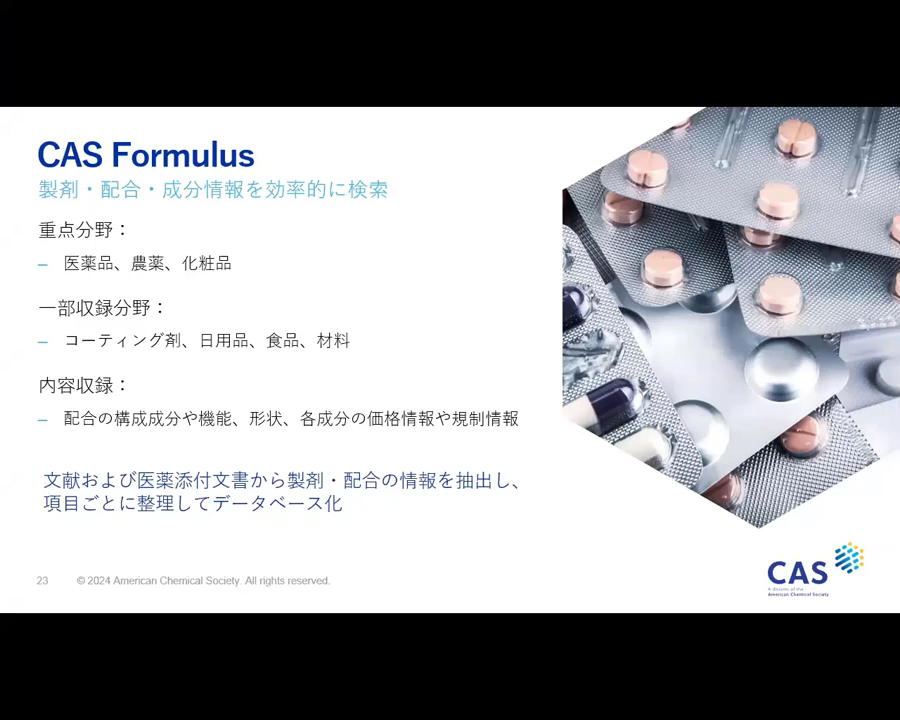 CAS Formulus
製剤・配合・成分情報を効率的に検索
重点分野：
– 医薬品、農薬、化粧品
一部収録分野：
– コーティング剤、日用品、食品、材料
内容収録：
– 配合の構成成分や機能、形状、各成分の価格情報や規制情報
文献および医薬添付文書から製剤・配合の情報を抽出し、
項目ごとに整理してデータベース化
23 © 2024 American Chemical Society. All rights reserved.
CAS
A division of the
American Chemical Society